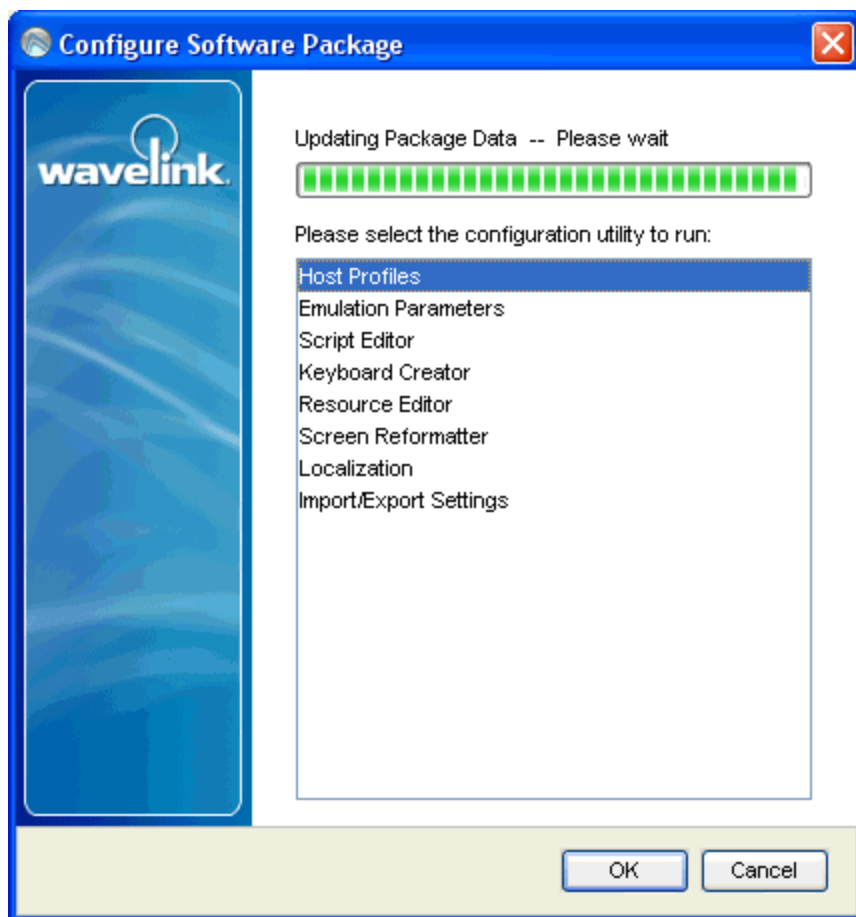 Configure Software Package
wavelink.
Updating Package Data -- Please wait
Please select the configuration utility to run:
Host Profiles
Emulation Parameters
Script Editor
Keyboard Creator
Resource Editor
Screen Reformatter
Localization
Import/Export Settings
OK
Cancel